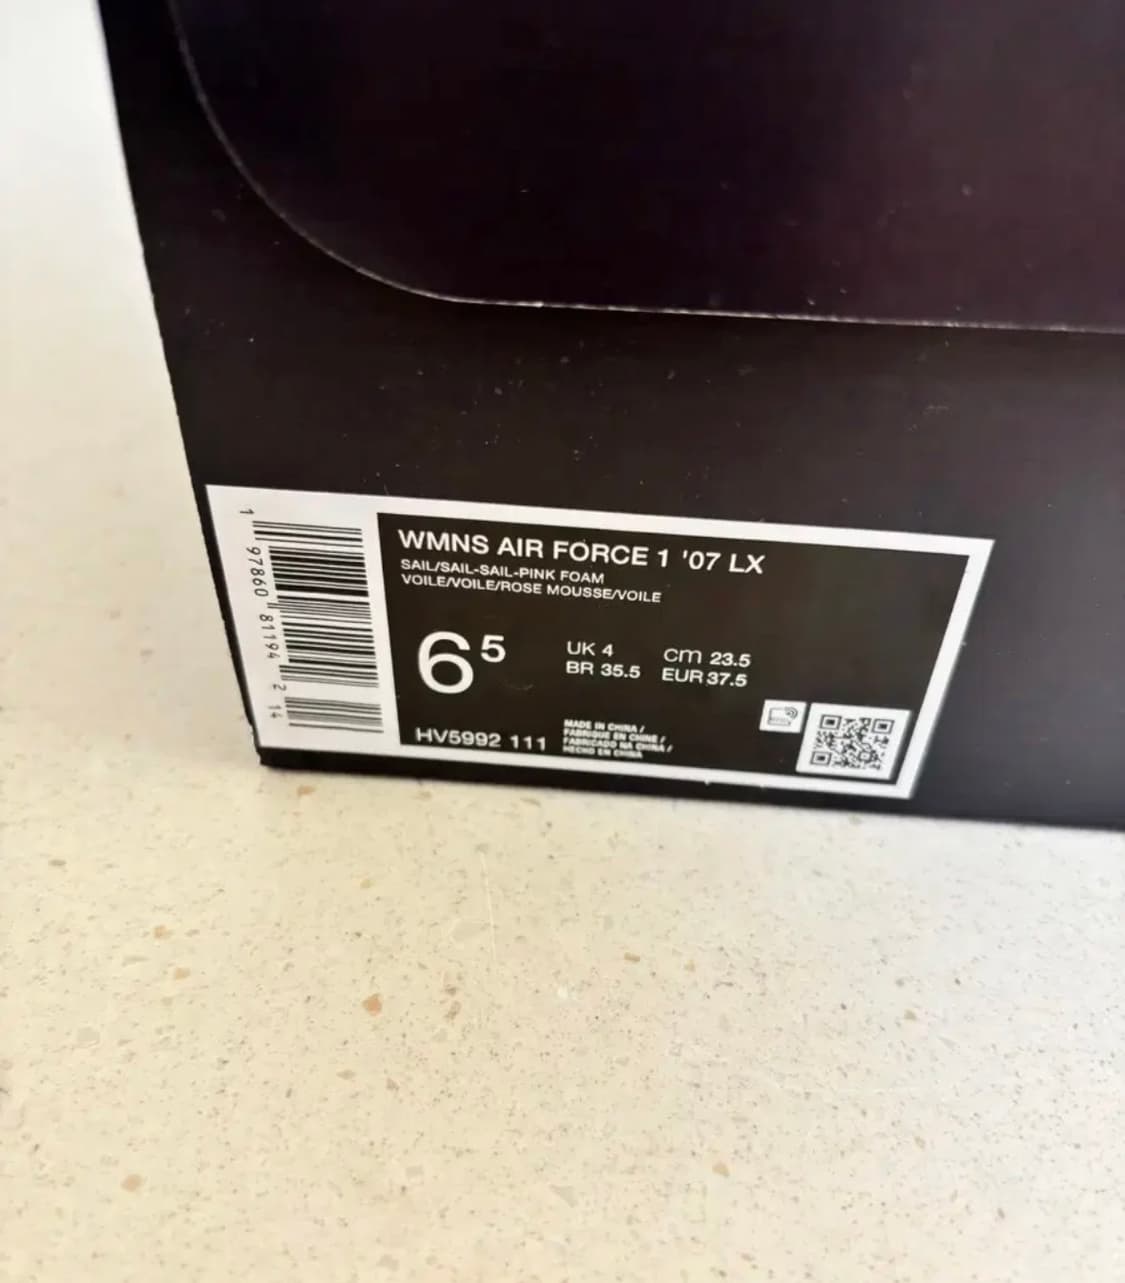 WMNS AIR FORCE 1 '07 LX
SAIL/SAIL-SAIL-PINK FOAM
VOILE/VOILE/ROSE MOUSSE/VOILE
6 5
UK 4 cm 23.5
BR 35.5 EUR 37.5
HV5992 111
MADE IN CHINA /
FABRIQUE EN CHINE /
FABRICADO NA CHINA /
HECHO EN CHINA
1 97860 81194 2 14